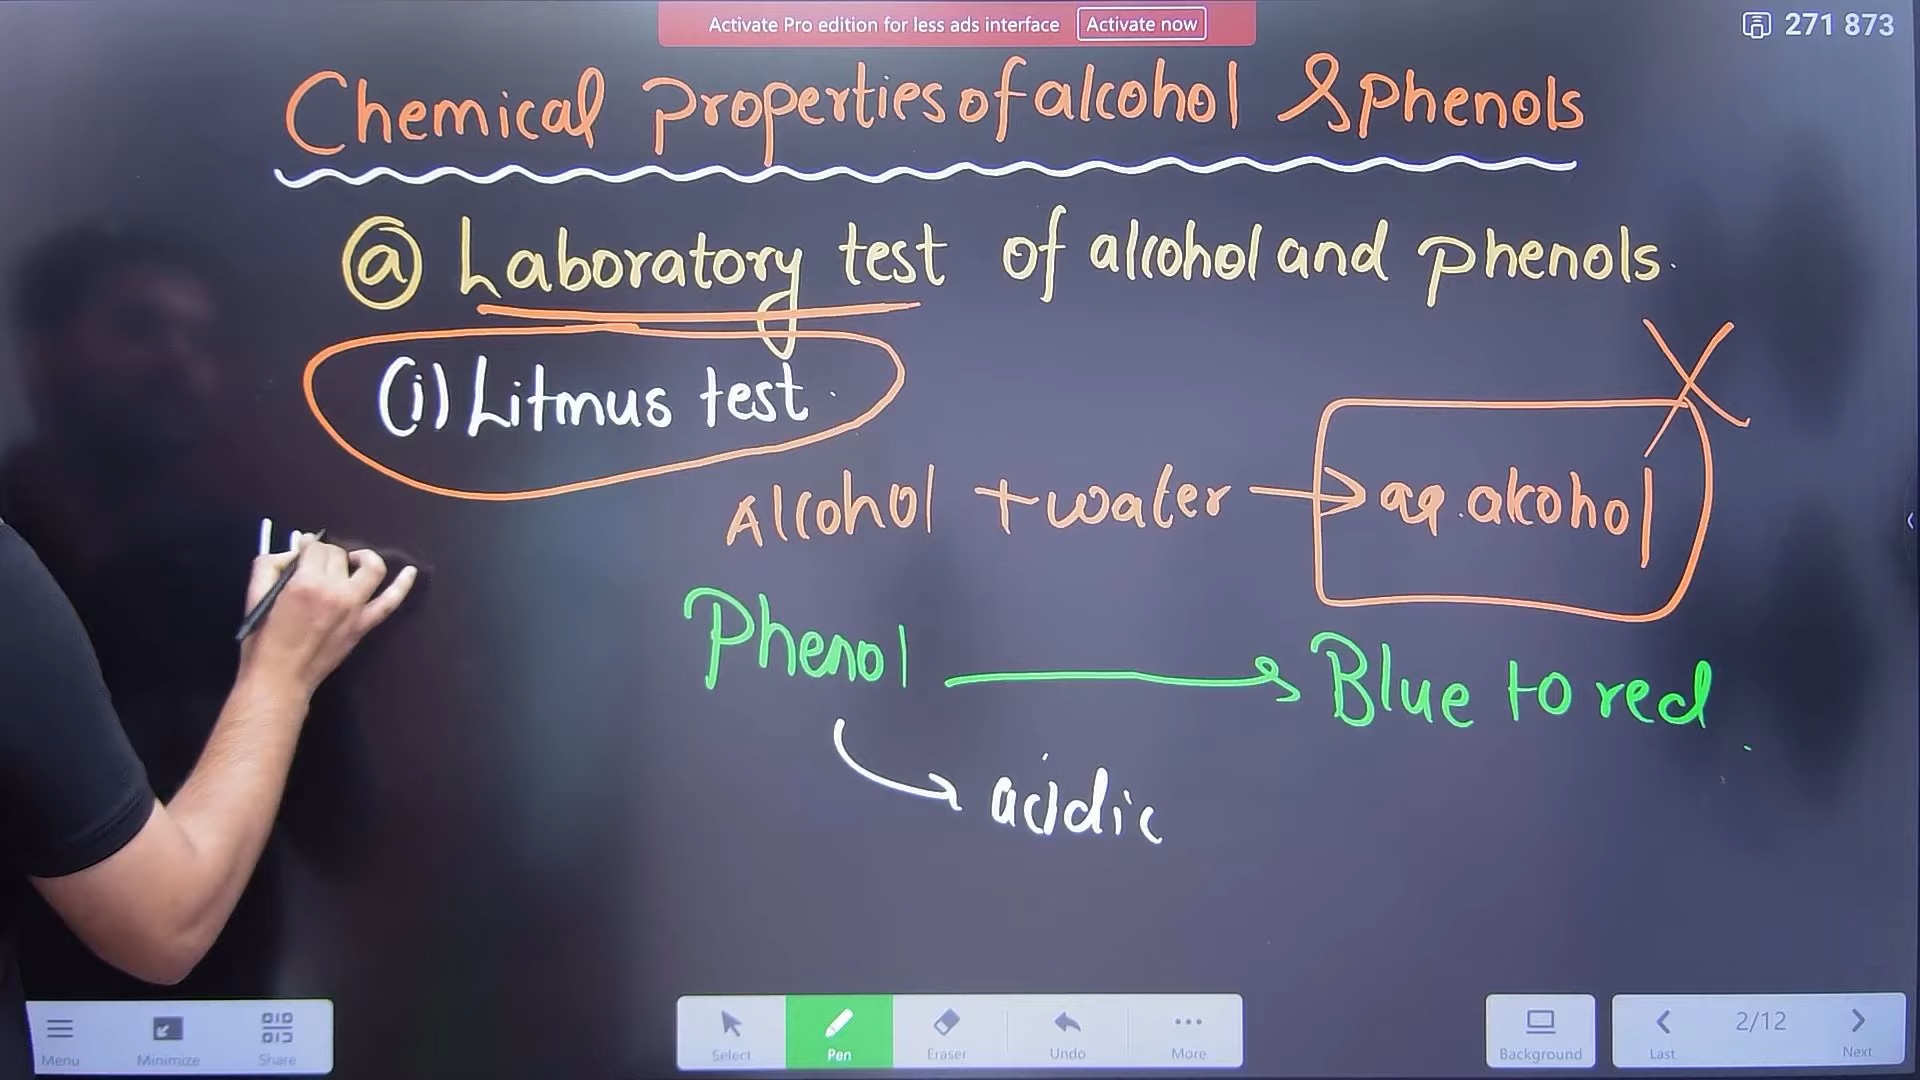 Activate Pro edition for less ads interface Activate now
271 873
Chemical properties of alcohol & phenols
(a) Laboratory test of alcohol and phenols.
(i) Litmus test.
Alcohol + water → aq. alcohol
Phenol → Blue to red
acidic
Menu Minimize Share Select Pen Eraser Undo More Background Last 2/12 Next